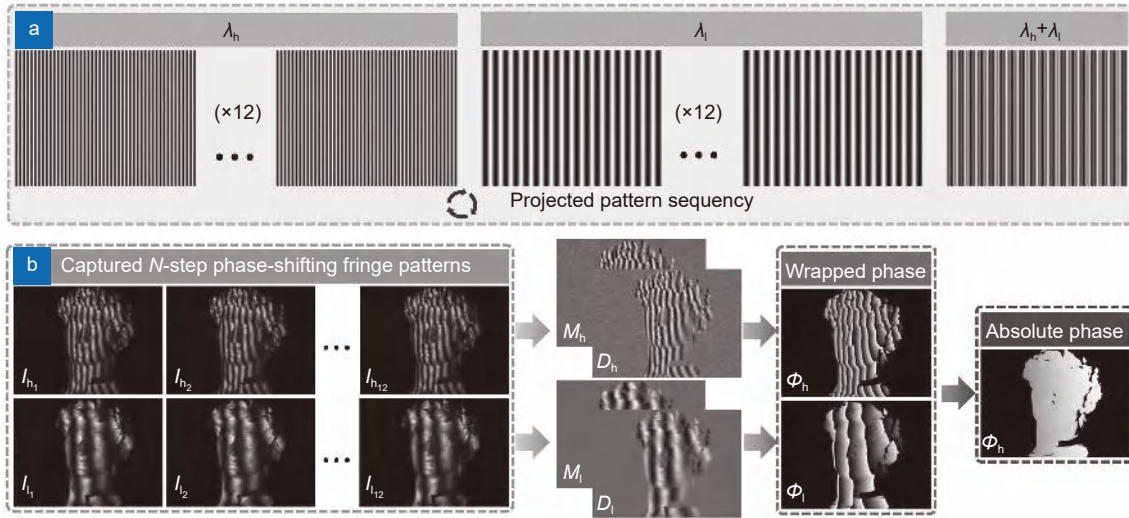 a
λh
λl
λh+λl
(×12)
...
(×12)
...
Projected pattern sequency
b
Captured N-step phase-shifting fringe patterns
Ih1
Ih2
...
Ih12
Il1
Il2
...
Il12
Mh
Dh
Ml
Dl
Wrapped phase
Φh
Φl
Absolute phase
Φh